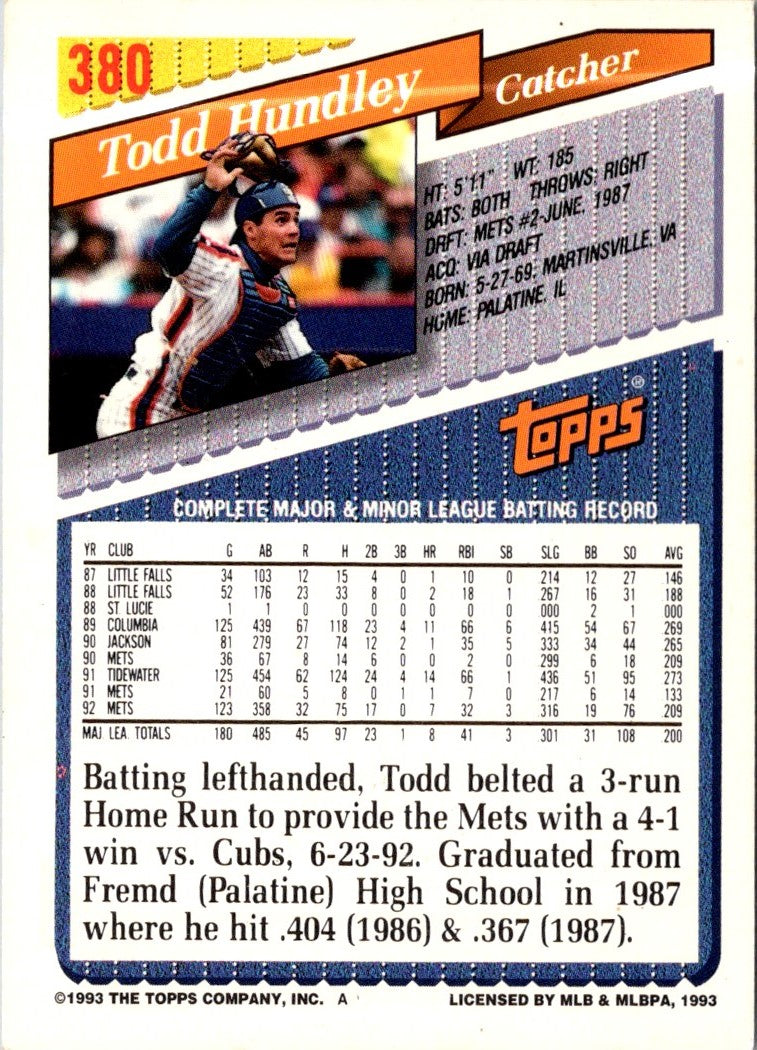 380
Todd Hundley
Catcher
HT: 5'11" WT: 185
BATS: BOTH THROWS: RIGHT
DRFT: METS #2-JUNE, 1987
ACQ: VIA DRAFT
BORN: 5-27-69, MARTINSVILLE, VA
HOME: PALATINE, IL
TOPPS®
COMPLETE MAJOR & MINOR LEAGUE BATTING RECORD
YR CLUB G AB R H 2B 3B HR RBI SB SLG BB SO AVG
87 LITTLE FALLS 34 103 12 15 4 0 1 10 0 .214 12 27 .146
88 LITTLE FALLS 52 176 23 33 8 0 2 18 1 .267 16 31 .188
88 ST. LUCIE 1 1 0 0 0 0 0 0 0 .000 2 1 .000
89 COLUMBIA 125 439 67 118 23 4 11 66 6 .415 54 67 .269
90 JACKSON 81 279 27 74 12 2 1 35 5 .333 34 44 .265
90 METS 36 67 8 14 6 0 0 2 0 .299 6 18 .209
91 TIDEWATER 125 454 62 124 24 4 14 66 1 .436 51 95 .273
91 METS 21 60 5 8 0 1 1 7 0 .217 6 14 .133
92 METS 123 358 32 75 17 0 7 32 3 .316 19 76 .209
MAJ. LEA. TOTALS 180 485 45 97 23 1 8 41 3 .301 31 108 .200
Batting lefthanded, Todd belted a 3-run
Home Run to provide the Mets with a 4-1
win vs. Cubs, 6-23-92. Graduated from
Fremd (Palatine) High School in 1987
where he hit .404 (1986) & .367 (1987).
©1993 THE TOPPS COMPANY, INC. A LICENSED BY MLB & MLBPA, 1993